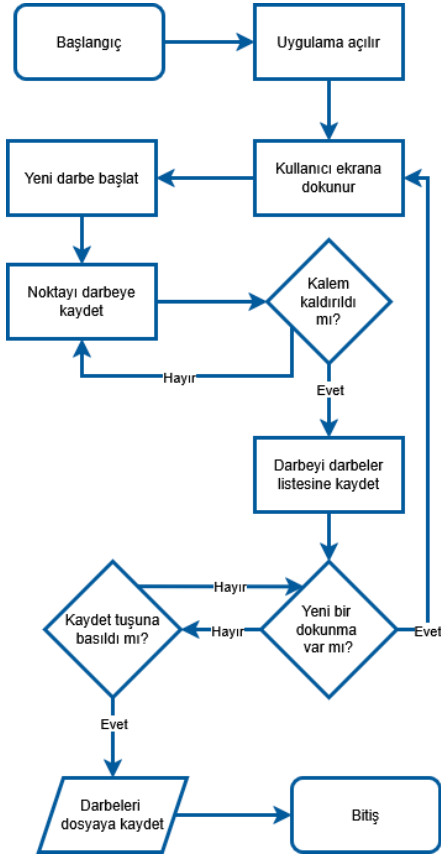 Başlangıç
Uygulama açılır
Yeni darbe başlat
Kullanıcı ekrana
dokunur
Noktayı darbeye
kaydet
Kalem
kaldırıldı
mı?
Hayır
Evet
Darbeyi darbeler
listesine kaydet
Hayır
Kaydet tuşuna
basıldı mı?
Hayır
Yeni bir
dokunma
var mı?
Evet
Evet
Darbeleri
dosyaya kaydet
Bitiş